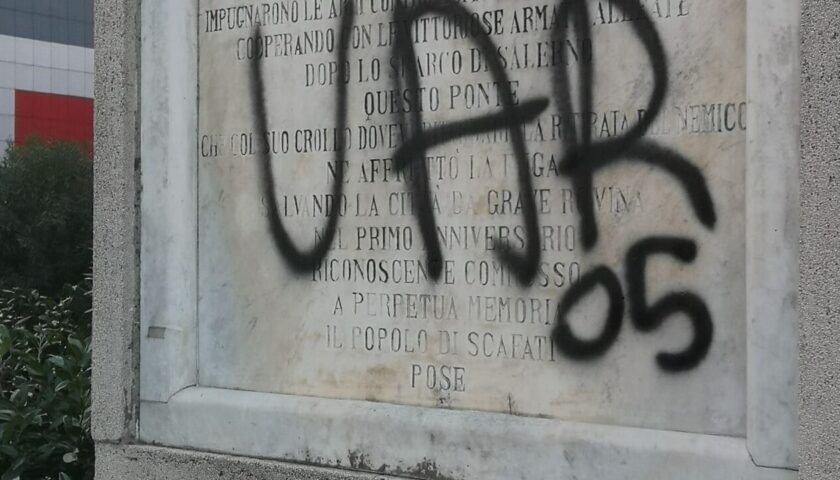 IMPUGNARONO LE ARMI CON
COOPERANDO CON LE VITTORIOSE ARMATE ALLEATE
DOPO LO SBARCO DI SALERNO
QUESTO PONTE
CHE COL SUO CROLLO DOVEVA LA RITIRATA DEL NEMICO
NE AFFRETTÒ LA FUGA
SALVANDO LA CITTÀ DA GRAVE ROVINA
NEL PRIMO ANNIVERSARIO
RICONOSCENTE COMMOSSO
A PERPETUA MEMORIA
IL POPOLO DI SCAFATI
POSE
UAR
05